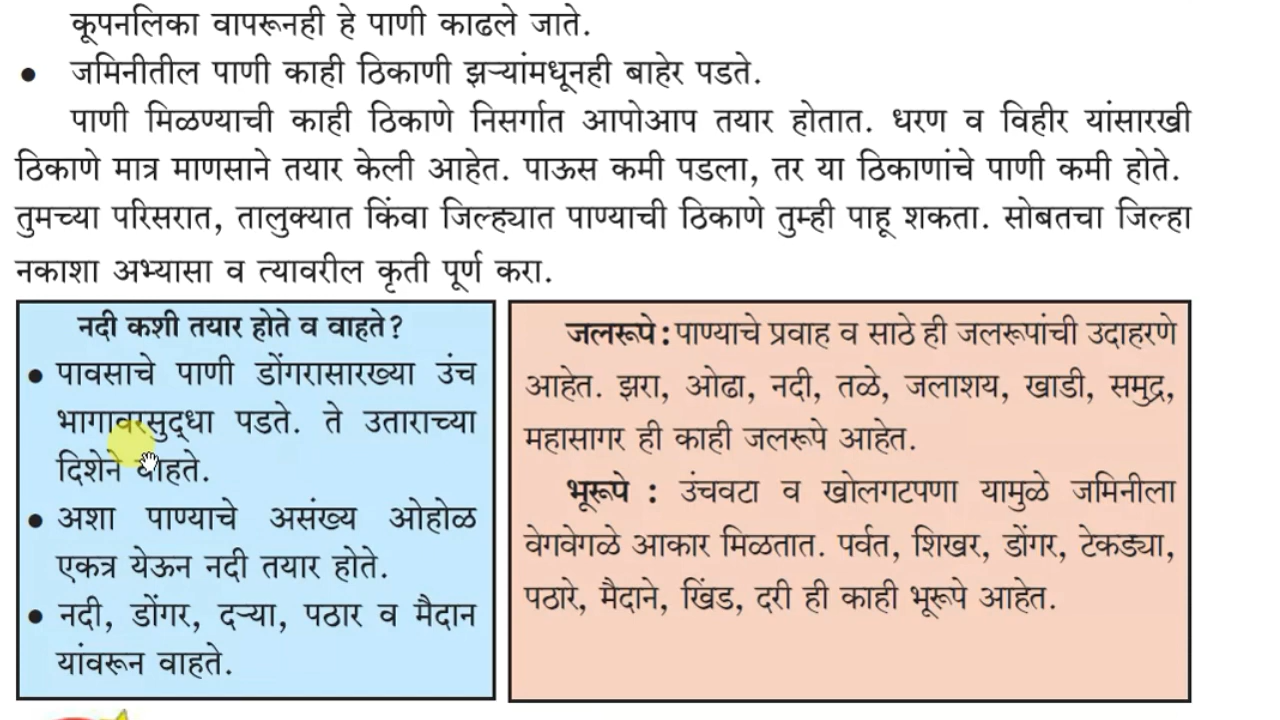 कूपनलिका वापरूनही हे पाणी काढले जाते.
● जमिनीतील पाणी काही ठिकाणी झऱ्यांमधूनही बाहेर पडते.
पाणी मिळण्याची काही ठिकाणे निसर्गात आपोआप तयार होतात. धरण व विहीर यांसारखी
ठिकाणे मात्र माणसाने तयार केली आहेत. पाऊस कमी पडला, तर या ठिकाणांचे पाणी कमी होते.
तुमच्या परिसरात, तालुक्यात किंवा जिल्ह्यात पाण्याची ठिकाणे तुम्ही पाहू शकता. सोबतचा जिल्हा
नकाशा अभ्यासा व त्यावरील कृती पूर्ण करा.
नदी कशी तयार होते व वाहते?
● पावसाचे पाणी डोंगरासारख्या उंच
भागावरसुद्धा पडते. ते उताराच्या
दिशेने वाहते.
● अशा पाण्याचे असंख्य ओहोळ
एकत्र येऊन नदी तयार होते.
● नदी, डोंगर, दऱ्या, पठार व मैदान
यांवरून वाहते.
जलरूपे : पाण्याचे प्रवाह व साठे ही जलरूपांची उदाहरणे
आहेत. झरा, ओढा, नदी, तळे, जलाशय, खाडी, समुद्र,
महासागर ही काही जलरूपे आहेत.
भूरूपे : उंचवटा व खोलगटपणा यामुळे जमिनीला
वेगवेगळे आकार मिळतात. पर्वत, शिखर, डोंगर, टेकड्या,
पठारे, मैदाने, खिंड, दरी ही काही भूरूपे आहेत.